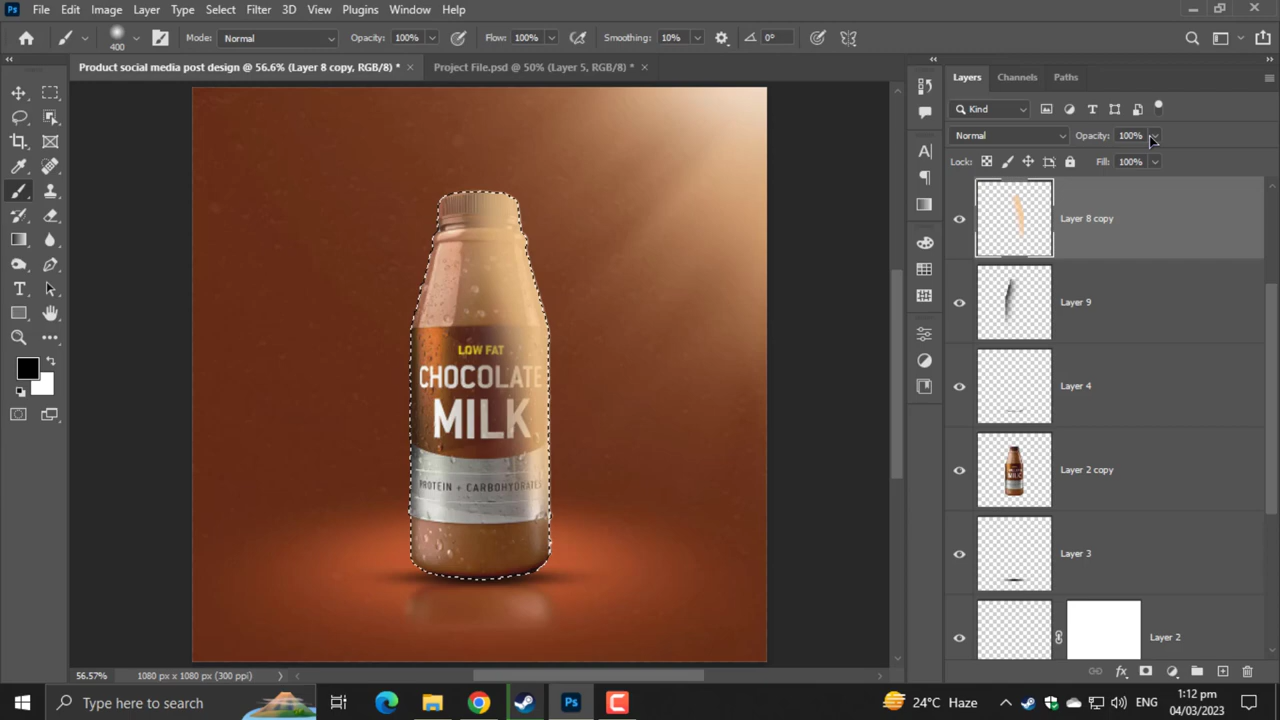 Ps File Edit Image Layer Type Select Filter 3D View Plugins Window Help
400 Mode: Normal Opacity: 100% Flow: 100% Smoothing: 10% 0°
Product social media post design @ 56.6% (Layer 8 copy, RGB/8) * × Project File.psd @ 50% (Layer 5, RGB/8) * ×
Layers Channels Paths
Kind
Normal Opacity: 100%
Lock: Fill: 100%
Layer 8 copy
Layer 9
Layer 4
Layer 2 copy
Layer 3
Layer 2
LOW FAT
CHOCOLATE
MILK
PROTEIN + CARBOHYDRATES
56.57% 1080 px x 1080 px (300 ppi)
Type here to search
Ps
24°C Haze
ENG
1:12 pm
04/03/2023